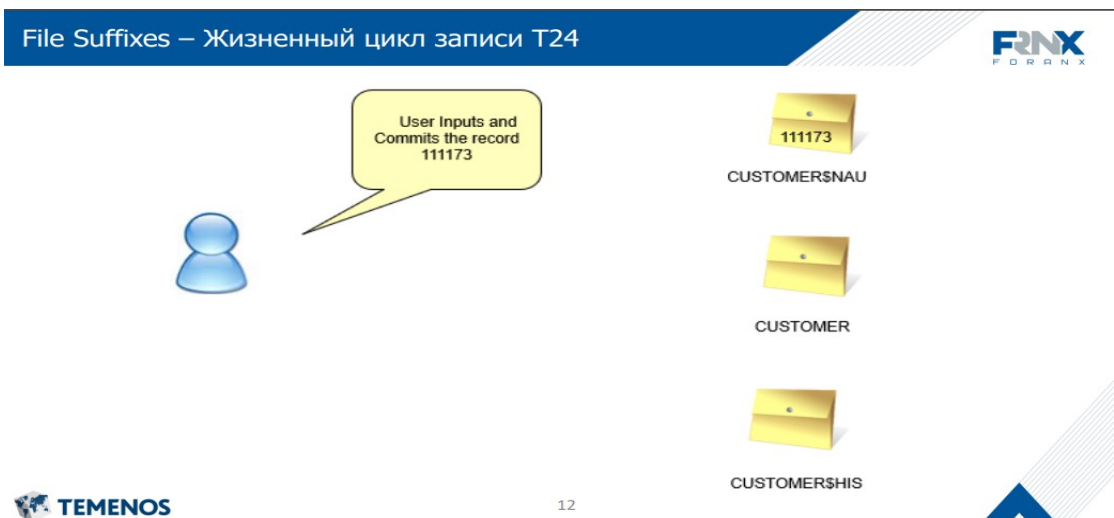 File Suffixes – Жизненный цикл записи T24
FRNX
FORANX
User Inputs and
Commits the record
111173
111173
CUSTOMER$NAU
CUSTOMER
CUSTOMER$HIS
TEMENOS
12